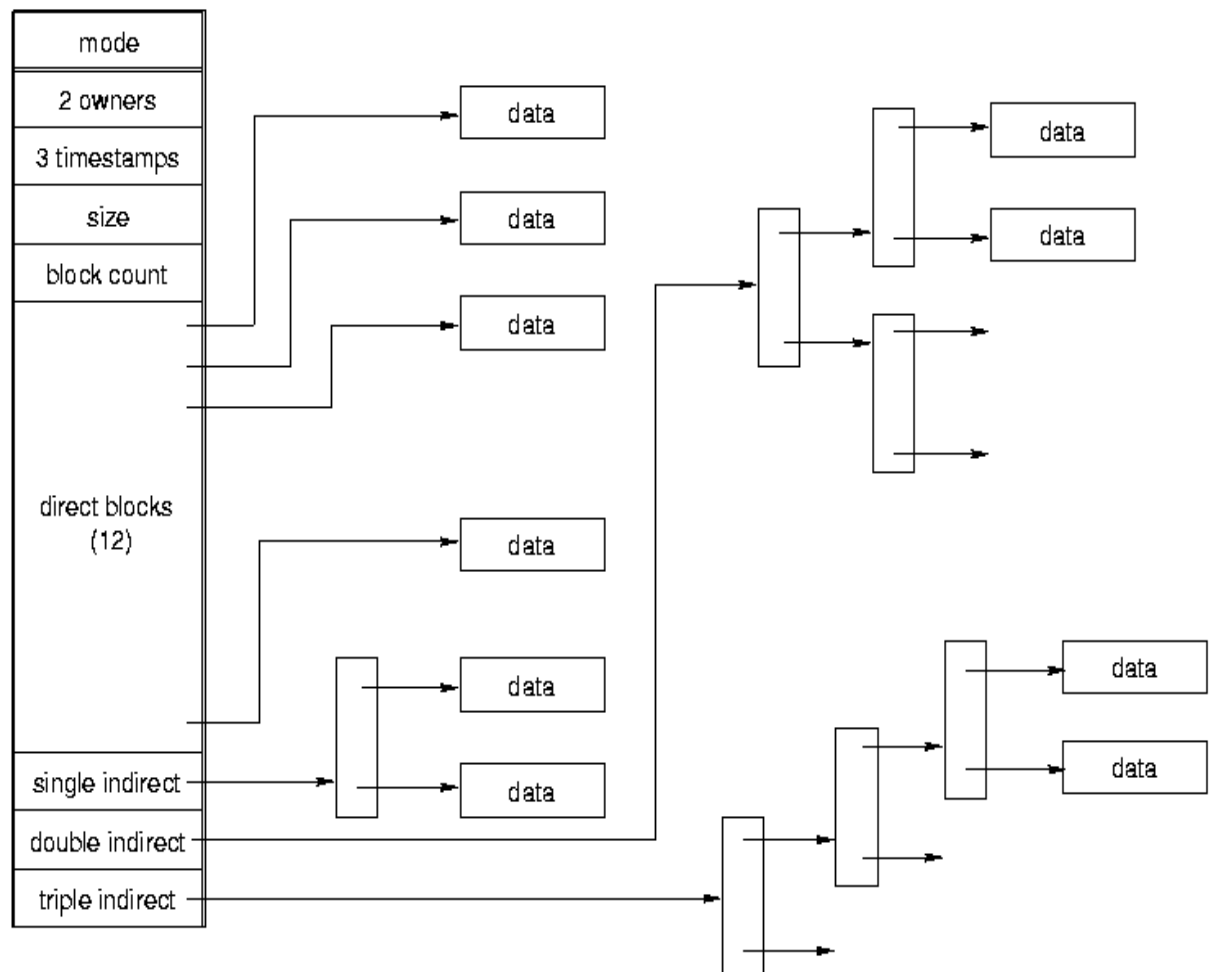 mode
2 owners
3 timestamps
size
block count
direct blocks
(12)
single indirect
double indirect
triple indirect
data
data
data
data
data
data
data
data
data
data